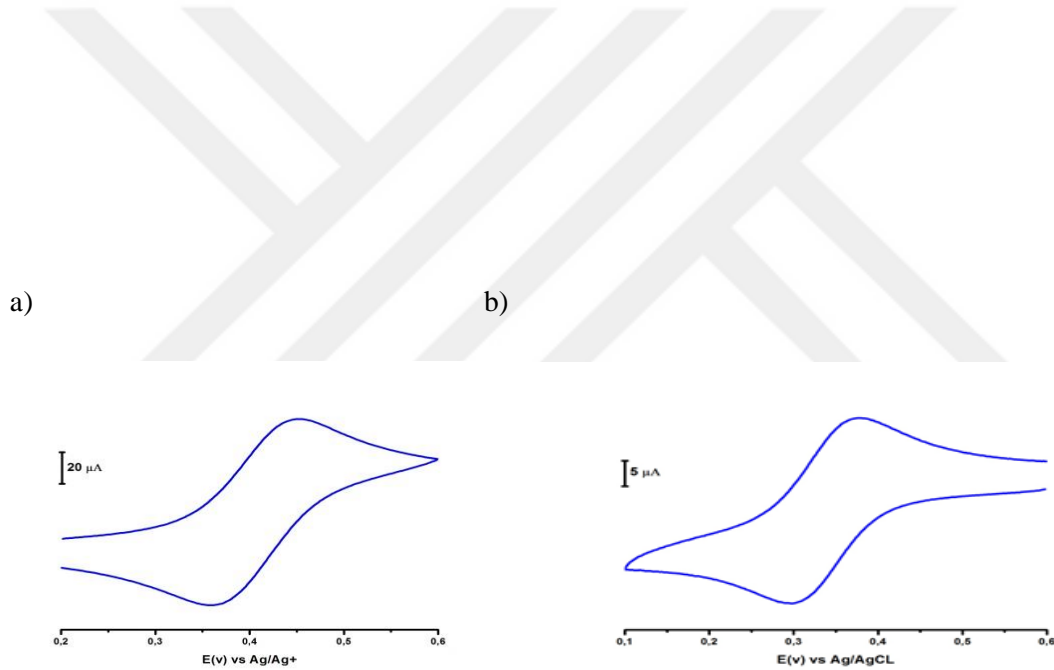 a) b)
20 μA
5 μA
0,2 0,3 0,4 0,5 0,6
0,1 0,2 0,3 0,4 0,5 0,6
E(v) vs Ag/Ag+
E(v) vs Ag/AgCL